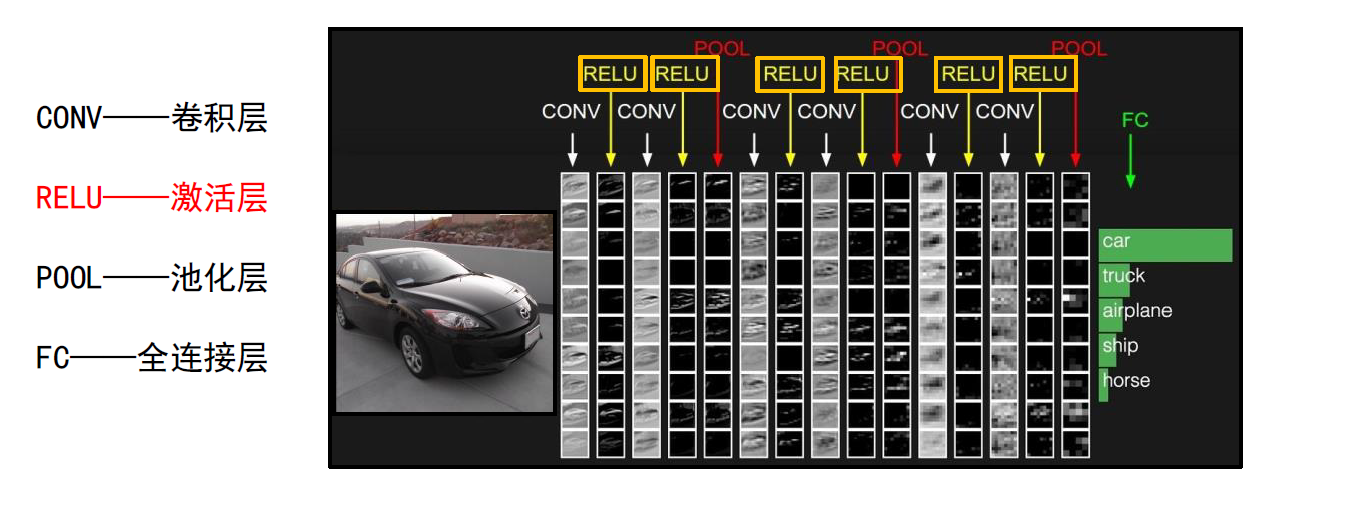 CONV——卷积层
RELU——激活层
POOL——池化层
FC——全连接层
POOL POOL POOL
RELU RELU RELU RELU RELU RELU
CONV CONV CONV CONV CONV CONV
FC
car
truck
airplane
ship
horse